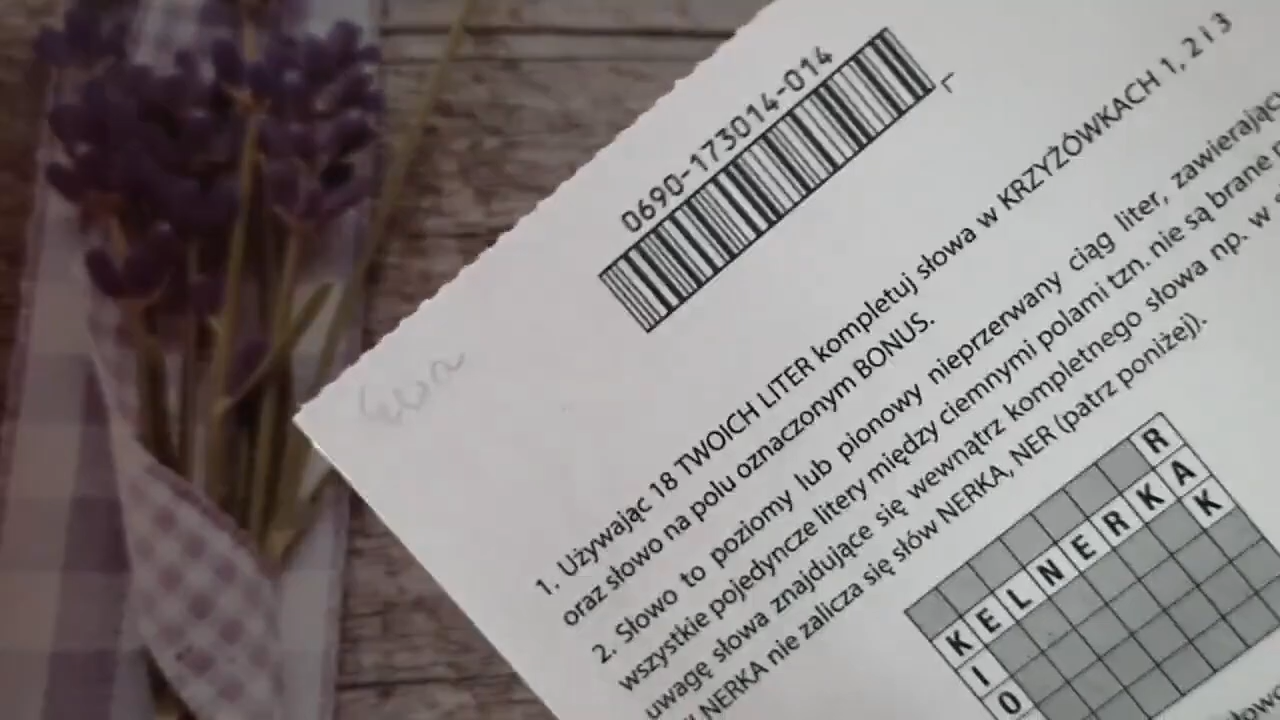 0690-173014-014
1. Używając 18 TWOICH LITER kompletuj słowa w KRZYŻÓWKACH 1, 2 i 3
oraz słowo na polu oznaczonym BONUS.
2. Słowo to poziomy lub pionowy nieprzerwany ciąg liter,
wszystkie pojedyncze litery między ciemnymi polami tzn. nie są brane
uwagę słowa znajdujące się wewnątrz kompletnego słowa np. w
NERKA nie zalicza się słów NERKA, NER (patrz poniżej).
R
KELNERKA
I K
O